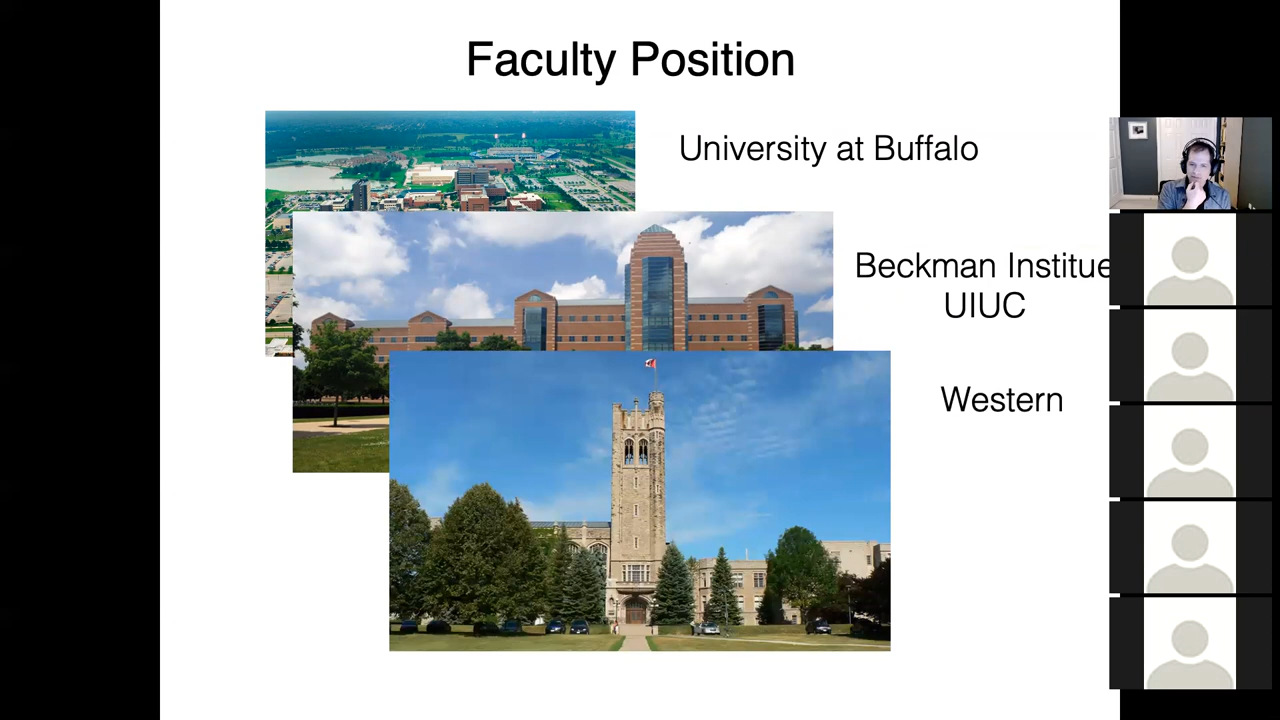 Faculty Position
University at Buffalo
Beckman Institue
UIUC
Western